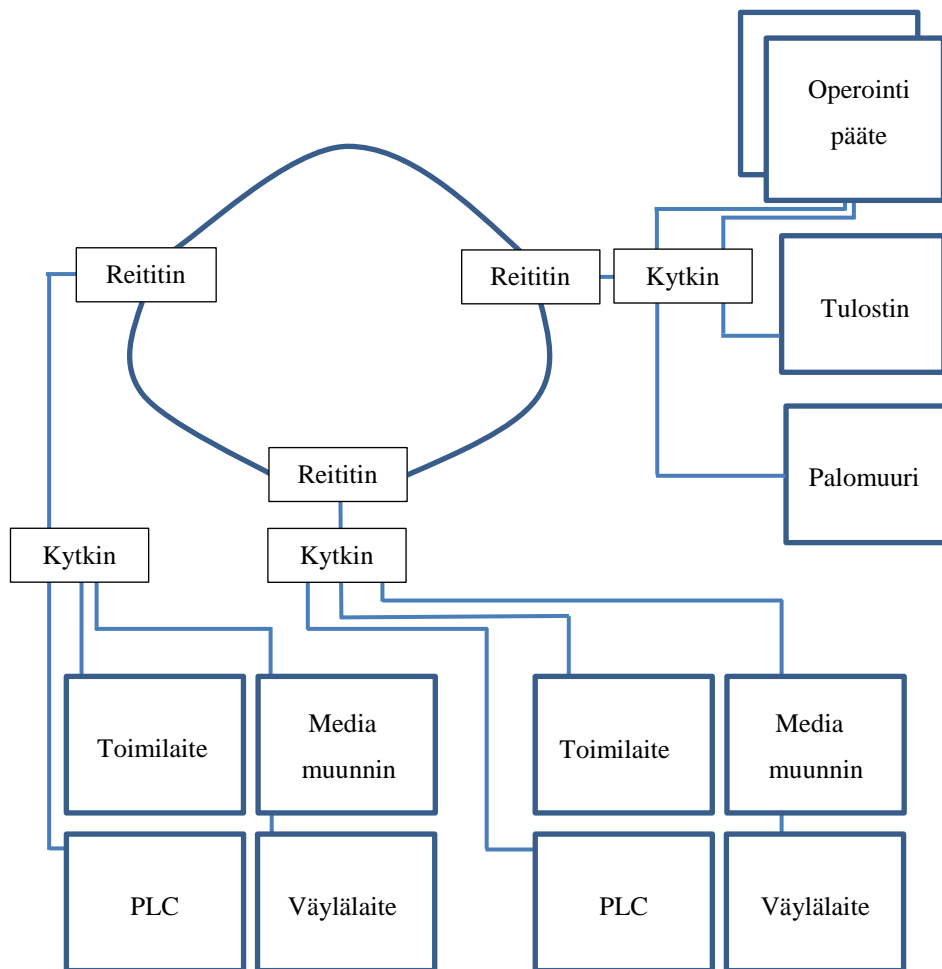 Operointi
pääte
Reititin
Reititin
Kytkin
Tulostin
Reititin
Palomuuri
Kytkin
Kytkin
Toimilaite
Media
muunnin
Toimilaite
Media
muunnin
PLC
Väylälaite
PLC
Väylälaite